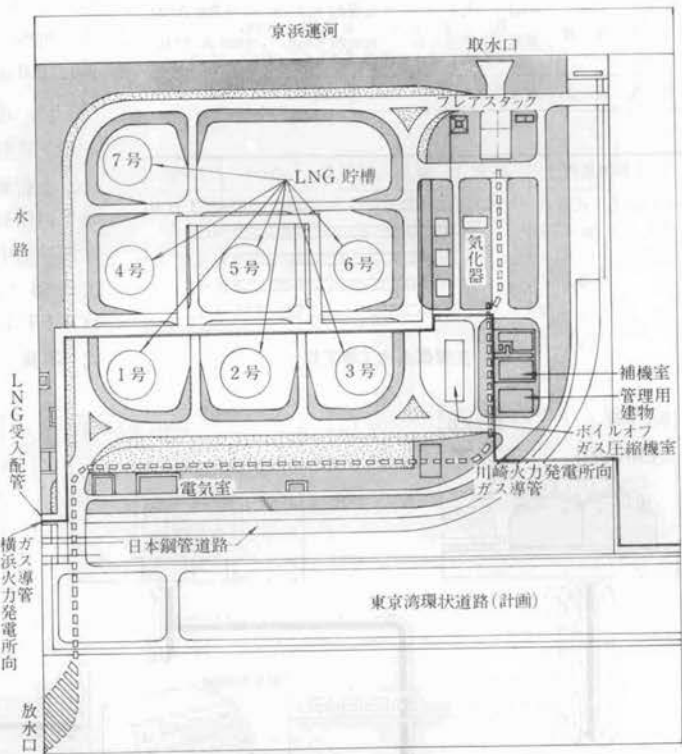 京浜運河
取水口
フレアスタック
7号
LNG貯槽
水路
4号
5号
6号
気化器
1号
2号
3号
補機室
管理用
建物
ボイルオフ
ガス圧縮機室
LNG受入配管
川崎火力発電所向
ガス導管
電気室
日本鋼管道路
ガス導管
横浜火力発電所向
東京湾環状道路(計画)
放水口